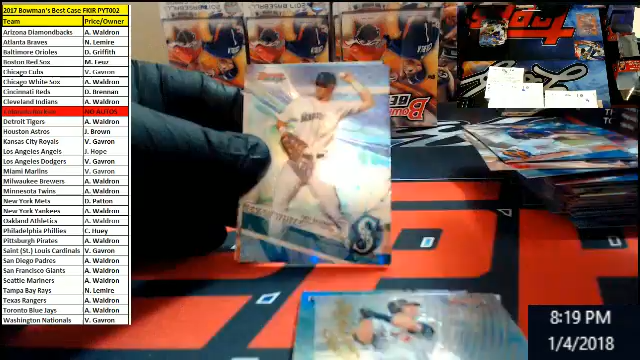 2017 Bowman's Best Case FKIR PYT002
Team Price/Owner
Arizona Diamondbacks A. Waldron
Atlanta Braves N. Lemire
Baltimore Orioles D. Griffith
Boston Red Sox M. Feuz
Chicago Cubs V. Gavron
Chicago White Sox A. Waldron
Cincinnati Reds D. Brennan
Cleveland Indians A. Waldron
Colorado Rockies NO AUTOS
Detroit Tigers A. Waldron
Houston Astros J. Brown
Kansas City Royals V. Gavron
Los Angeles Angels J. Hope
Los Angeles Dodgers V. Gavron
Miami Marlins V. Gavron
Milwaukee Brewers A. Waldron
Minnesota Twins A. Waldron
New York Mets D. Patton
New York Yankees A. Waldron
Oakland Athletics A. Waldron
Philadelphia Phillies C. Huey
Pittsburgh Pirates A. Waldron
Saint (St.) Louis Cardinals V. Gavron
San Diego Padres A. Waldron
San Francisco Giants A. Waldron
Seattle Mariners A. Waldron
Tampa Bay Rays N. Lemire
Texas Rangers A. Waldron
Toronto Blue Jays A. Waldron
Washington Nationals V. Gavron
8:19 PM
1/4/2018